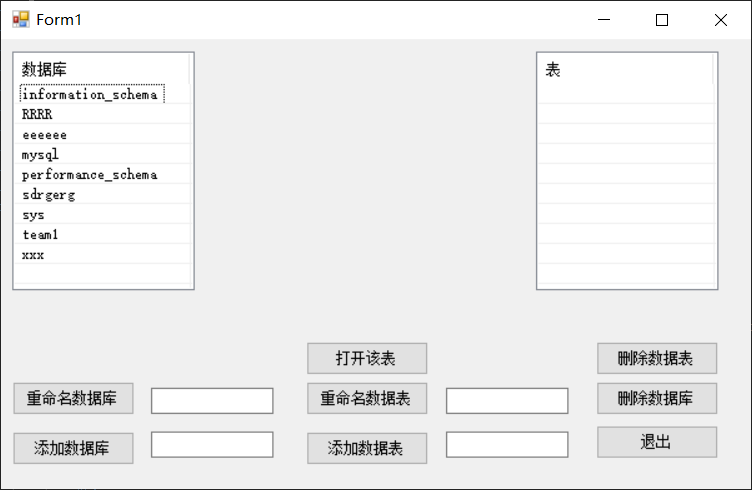 Form1
数据库
information_schema
RRRR
eeeeee
mysql
performance_schema
sdrgerg
sys
team1
xxx
表
打开该表
删除数据表
重命名数据库
重命名数据表
删除数据库
添加数据库
添加数据表
退出